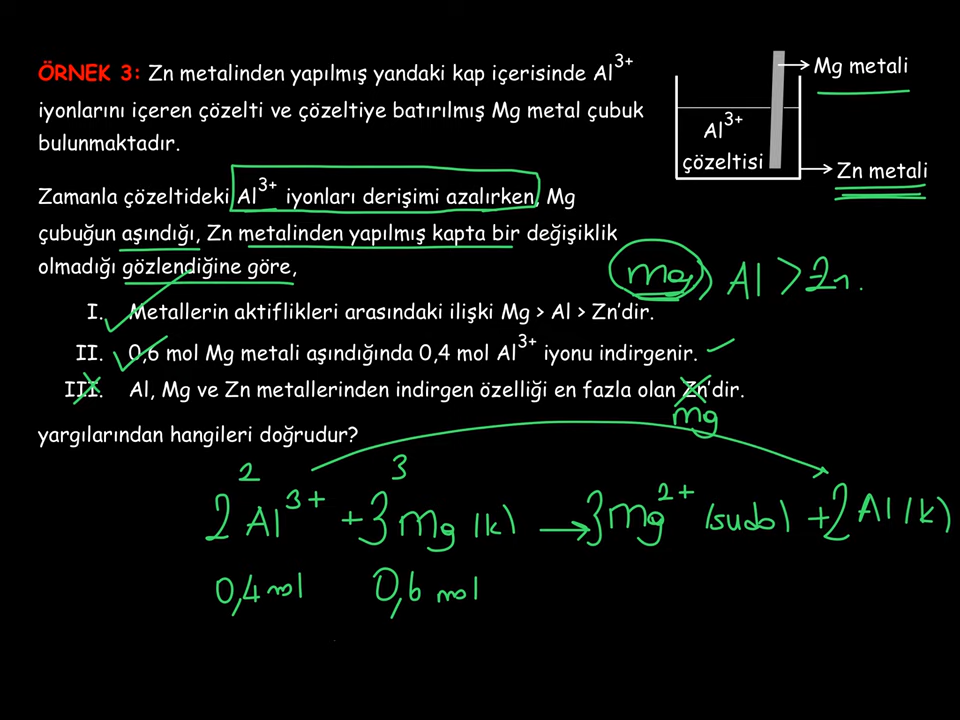 ÖRNEK 3: Zn metalinden yapılmış yandaki kap içerisinde Al³⁺
iyonlarını içeren çözelti ve çözeltiye batırılmış Mg metal çubuk
bulunmaktadır.
Mg metali
Al³⁺
çözeltisi
Zn metali
Zamanla çözeltideki Al³⁺ iyonları derişimi azalırken, Mg
çubuğun aşındığı, Zn metalinden yapılmış kapta bir değişiklik
olmadığı gözlendiğine göre,
mg > Al > Zn.
I. Metallerin aktiflikleri arasındaki ilişki Mg > Al > Zn'dir.
II. 0,6 mol Mg metali aşındığında 0,4 mol Al³⁺ iyonu indirgenir.
III. Al, Mg ve Zn metallerinden indirgen özelliği en fazla olan Zn'dir.
mg
yargılarından hangileri doğrudur?
2 3
2Al³⁺ + 3mg (k) → 3mg²⁺ (suda) + 2Al (k)
0,4 mol 0,6 mol